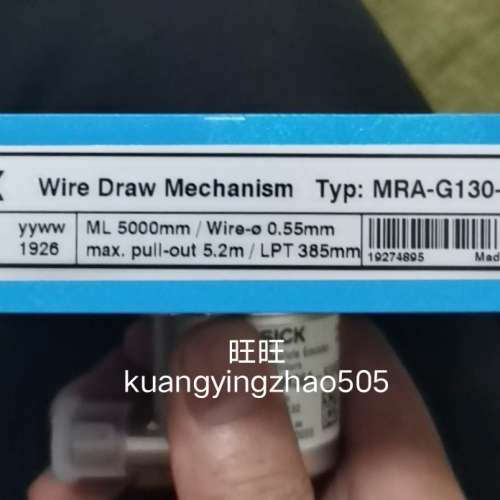 Wire Draw Mechanism Typ: MRA-G130-
yyww
1926
ML 5000mm / Wire-ø 0.55mm
max. pull-out 5.2m / LPT 385mm
19274895 Mad
SICK
旺旺
kuangyingzhao505